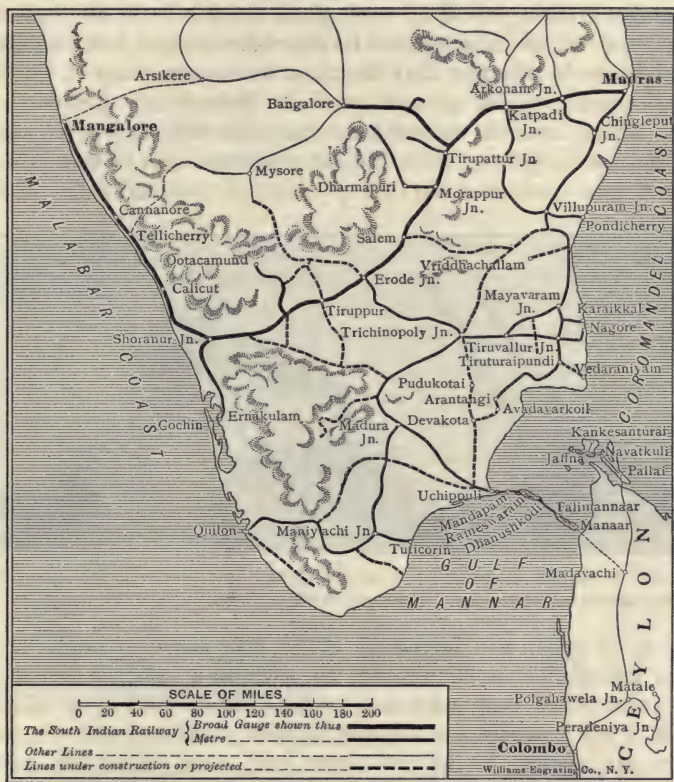 Arsikere
Madras
Arkonam Jn.
Bangalore
Katpadi
Jn.
Mangalore
Chingleput
Jn.
Tirupattur Jn
Mysore
Dharmapuri
Morappur
Jn.
Cannanore
Villupuram Jn.
Pondicherry
Tellicherry
Salem
Ootacamund
Vriddhachallam
Erode Jn.
Calicut
Mayavaram
Jn.
Karaikkal
Tiruppur
Nagore
Trichinopoly Jn.
Shoranur Jn.
Tiruvallur Jn
Tiruturaipundi
Vedaraniyam
Pudukotai
Arantangi
Avadayarkoil
Ernakulam
Madura
Jn.
Devakota
Cochin
Kankesanturai
Navatkuli
Jaffna
Pallai
Uchippuli
Mandapam
Ramesvaram
Dhanushkodi
Talimannaar
Manaar
Quilon
Maniyachi Jn.
Tuticorin
Madavachi
MALABAR COAST
COROMANDEL COAST
GULF
OF
MANNAR
CEYLON
Matale
Polgahawela Jn.
Peradeniya Jn.
Colombo
SCALE OF MILES
0 20 40 60 80 100 120 140 160 180 200
The South Indian Railway { Broad Gauge shown thus
Metre
Other Lines
Lines under construction or projected
Williams Engraving Co., N. Y.